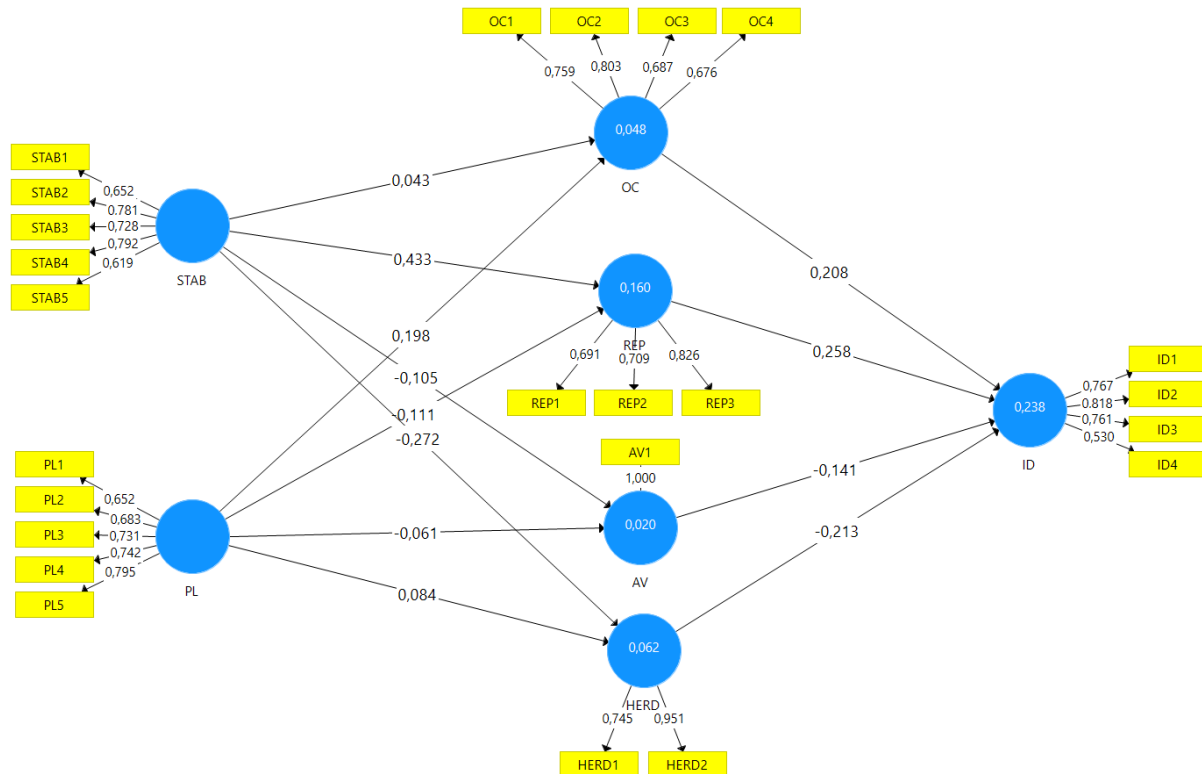 OC1
OC2
OC3
OC4
0,759
0,803
0,687
0,676
0,048
OC
STAB1
STAB2
STAB3
STAB4
STAB5
0,652
0.781
0,728
0,792
0,619
STAB
0,043
0,433
0,198
-0,105
-0,111
-0,272
0,160
REP
0,691
0,709
0,826
REP1
REP2
REP3
0,208
0,258
AV1
1,000
0,020
AV
-0,141
-0,213
0,238
ID
ID1
ID2
ID3
ID4
0,767
0.818
0,761
0,530
PL1
PL2
PL3
PL4
PL5
0,652
0,683
0,731
0,742
0,795
PL
-0,061
0,084
0,062
HERD
0,745
0,951
HERD1
HERD2